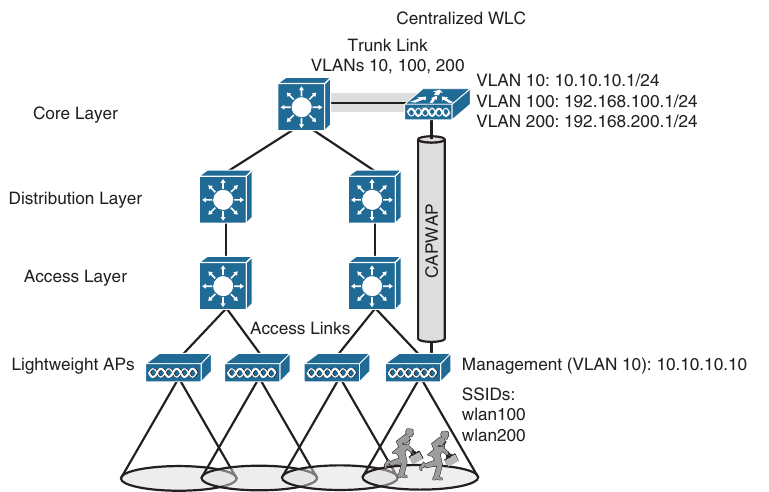 Centralized WLC
Trunk Link
VLANs 10, 100, 200
VLAN 10: 10.10.10.1/24
VLAN 100: 192.168.100.1/24
VLAN 200: 192.168.200.1/24
Core Layer
Distribution Layer
CAPWAP
Access Layer
Access Links
Lightweight APs
Management (VLAN 10): 10.10.10.10
SSIDs:
wlan100
wlan200